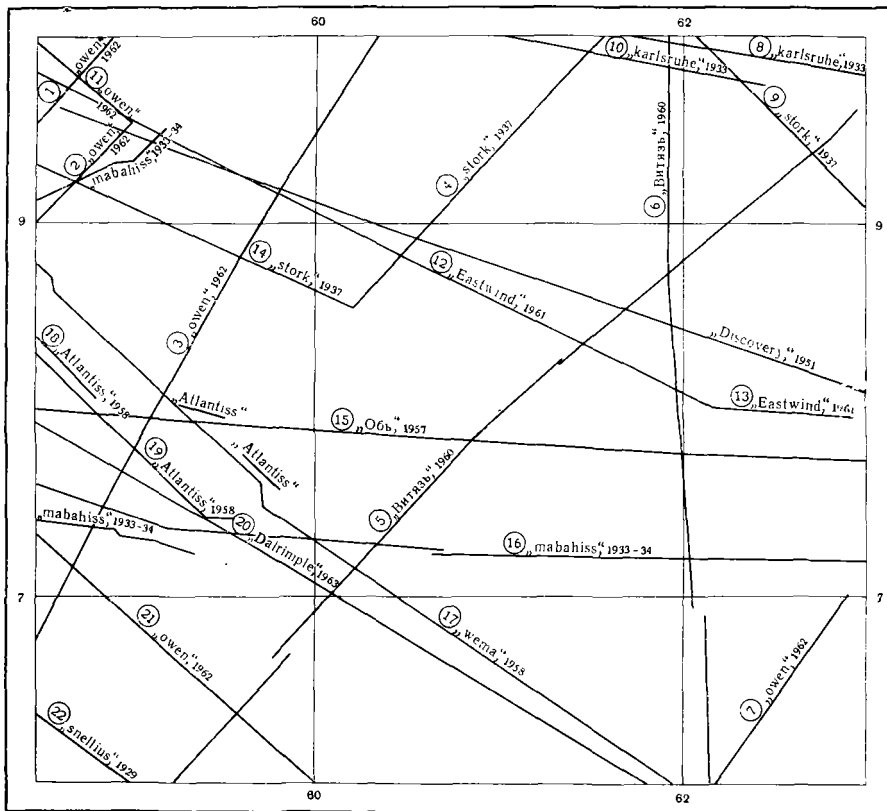 60
62
① „owen“ 1962
⑪ „owen“ 1962
② „owen“ 1962
„mabahiss“, 1933-34
⑩ „karlsruhe“, 1933
⑧ „karlsruhe“, 1933
⑨ „stork“, 1937
④ „stork“, 1937
⑥ „Витязь“ 1960
9
9
⑭ „stork“, 1937
③ „owen“, 1962
⑫ „Eastwind“, 1961
„Discovery“, 1951
⑬ „Eastwind“, 1961
⑱ „Atlantiss“, 1958
„Atlantiss“
⑮ „Обь“, 1957
„Atlantiss“
⑲ „Atlantiss“, 1958
⑤ „Витязь“, 1960
„mabahiss“, 1933-34
⑳ „Dalrimple“, 1963
⑯ „mabahiss“, 1933-34
7
7
㉑ „owen“, 1962
⑰ „wema“, 1958
⑦ „owen“, 1962
㉒ „snellius“, 1929
60
62